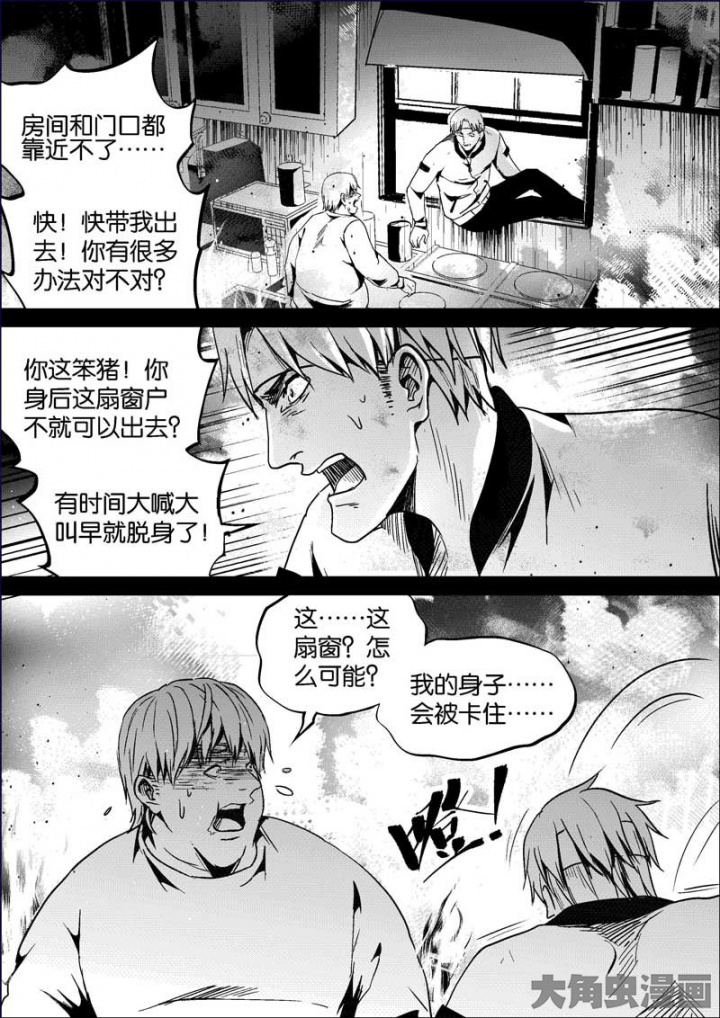 房间和门口都
靠近不了……
快！快带我出
去！你有很多
办法对不对？
你这笨猪！你
身后这扇窗户
不就可以出去？
有时间大喊大
叫早就脱身了！
这……这
扇窗？怎
么可能？
我的身子……
会被卡住……
大角虫漫画